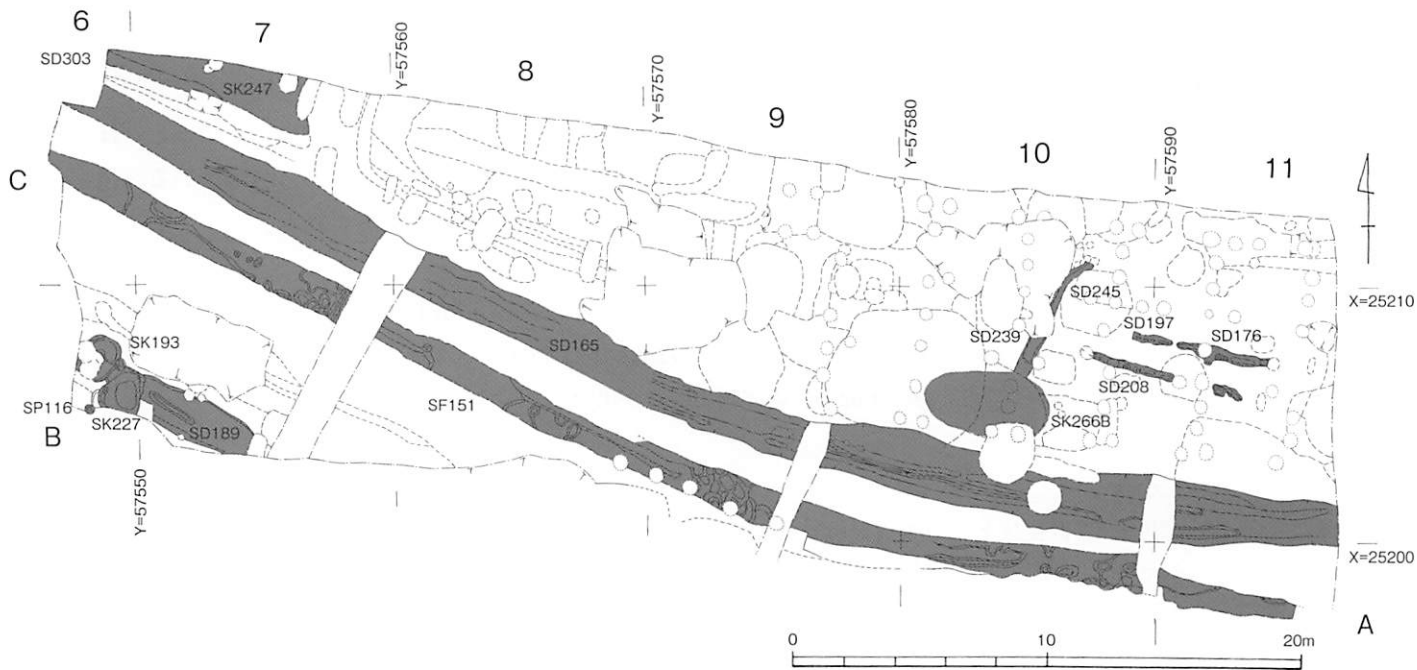 6
7
8
9
10
11
Y=57560
Y=57570
Y=57580
Y=57590
SD303
SK247
C
SD245
X=25210
SD239
SD197
SD176
SK193
SD165
SD208
SP116
SK227
SD189
SF151
SK266B
B
Y=57550
X=25200
A
0
10
20m